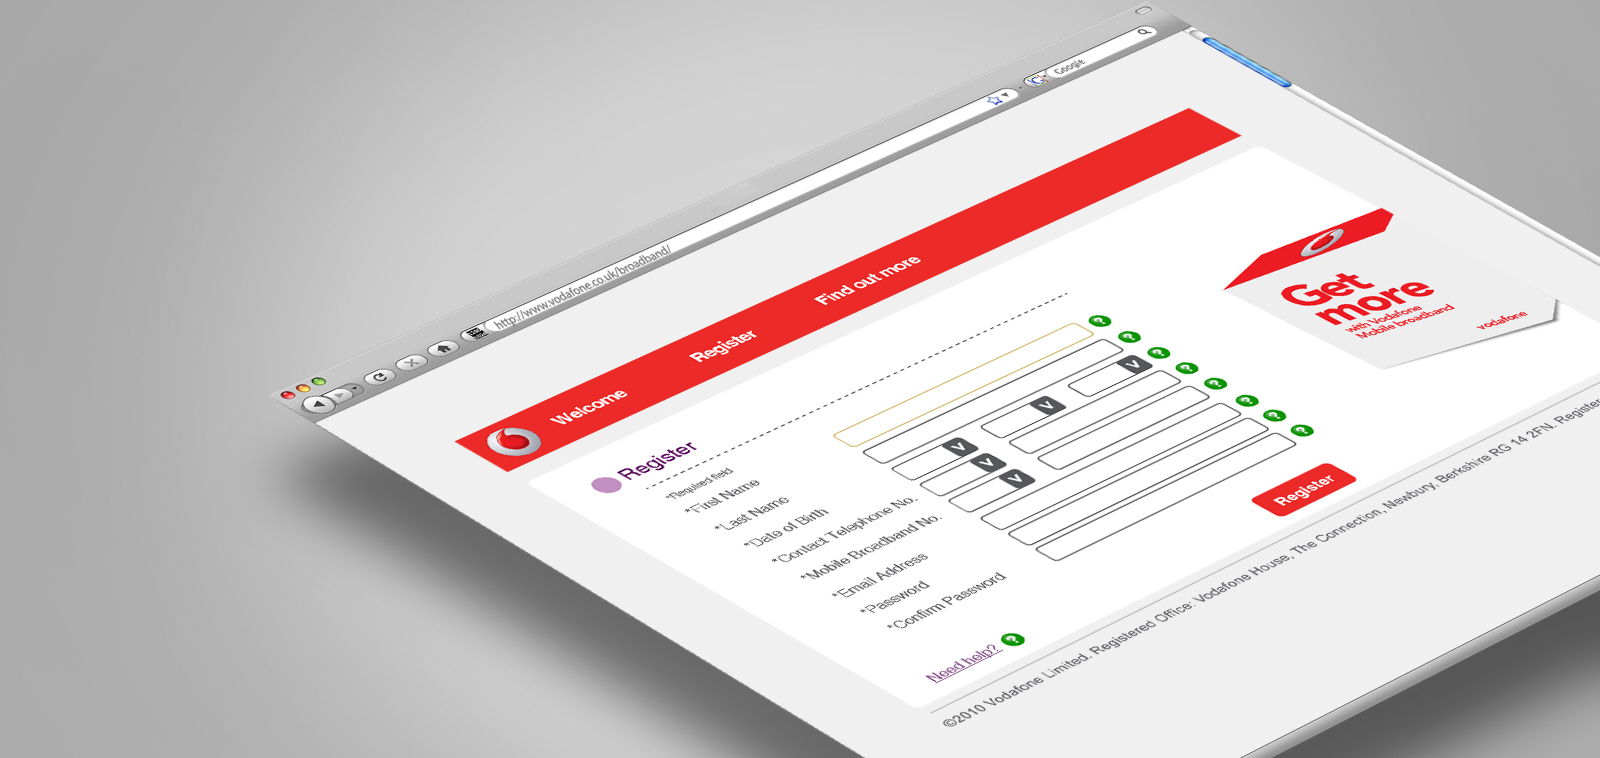 http://www.vodafone.co.uk/broadband/
Google
Welcome
Register
Find out more
Register
*Required field
*First Name
*Last Name
*Date of Birth
*Contact Telephone No.
*Mobile Broadband No.
*Email Address
*Password
*Confirm Password
Need help?
Register
Get
more
with Vodafone
Mobile broadband
vodafone
©2010 Vodafone Limited. Registered Office: Vodafone House, The Connection, Newbury, Berkshire RG 14 2FN. Register